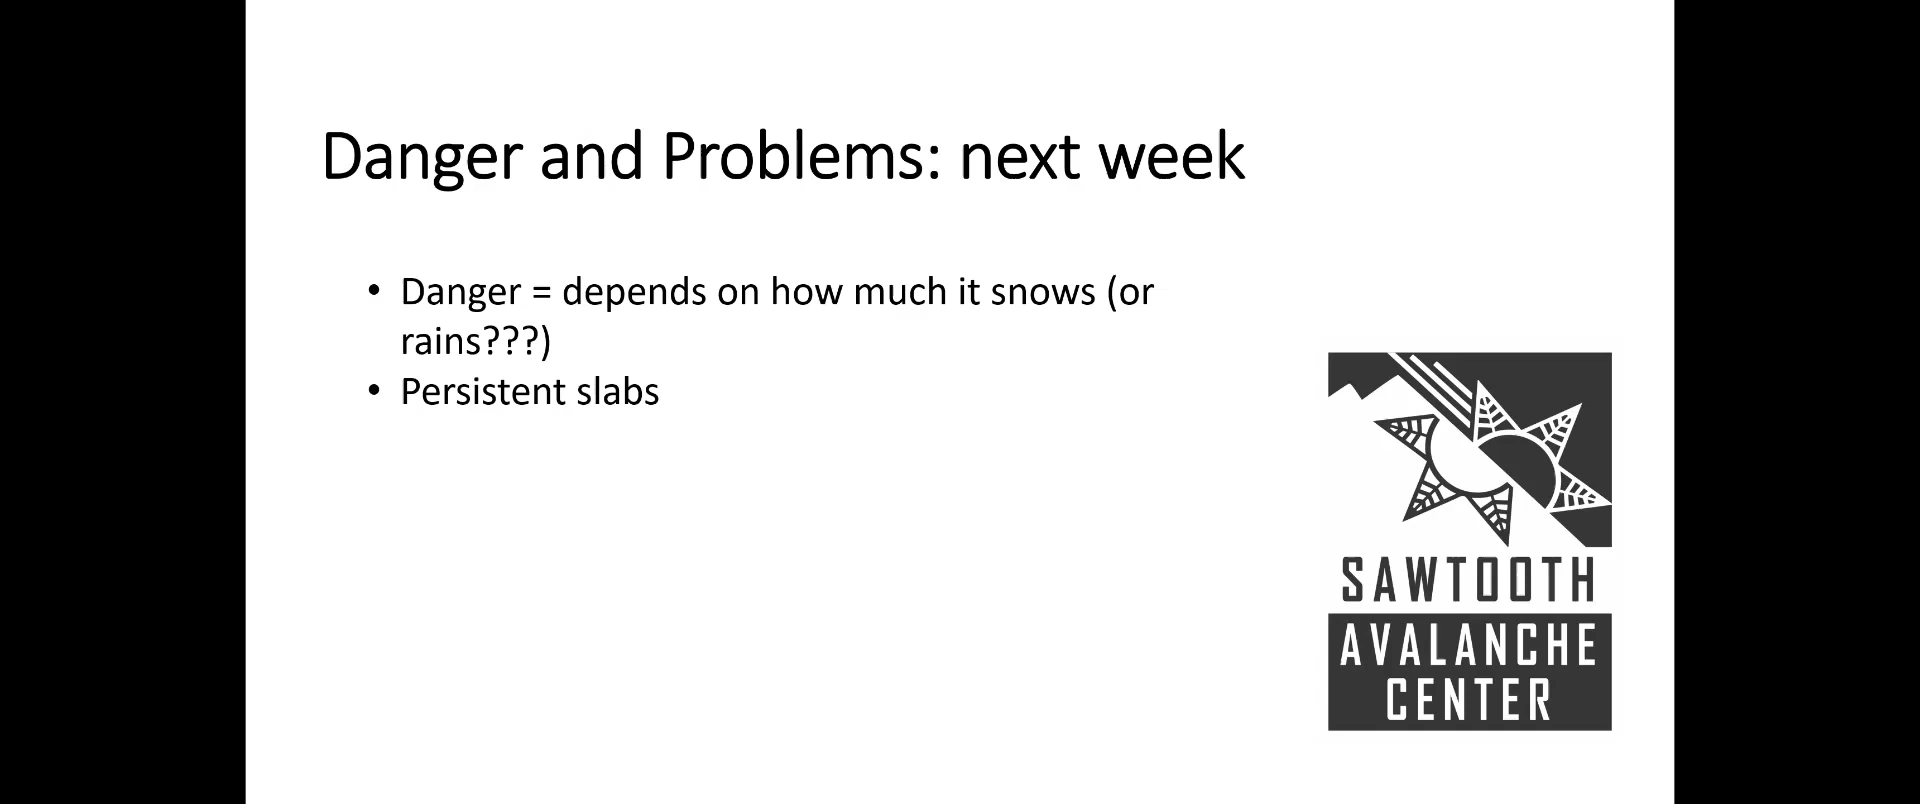 Danger and Problems: next week
• Danger = depends on how much it snows (or
rains???)
• Persistent slabs
SAWTOOTH
AVALANCHE
CENTER